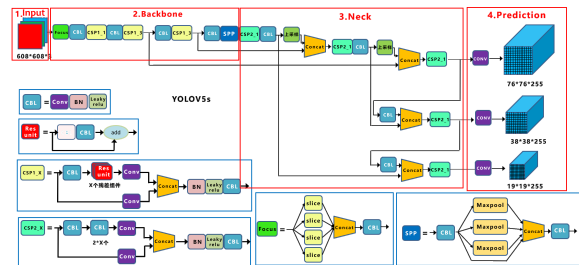 1.Input
2.Backbone
3.Neck
4.Prediction
Focus CBL CSP1_1 CBL CSP1_3 CBL CSP1_3 CBL SPP CSP2_1 CBL 上采样 Concat CSP2_1 CBL 上采样 Concat CSP2_1 CONV
608*608*3
76*76*255
CBL = Conv BN Leaky relu
YOLOV5s
CBL Concat CSP2_1 CONV
38*38*255
Res unit = CBL add
CBL Concat CSP2_1 CONV
19*19*255
CSP1_X = CBL Res unit Conv Concat BN Leaky relu CBL
X个残差组件
Conv
CSP2_X = CBL CBL Conv Concat BN Leaky relu CBL
2*X个
Conv
Focus = slice slice slice slice Concat CBL
SPP = CBL Maxpool Maxpool Maxpool Concat CBL